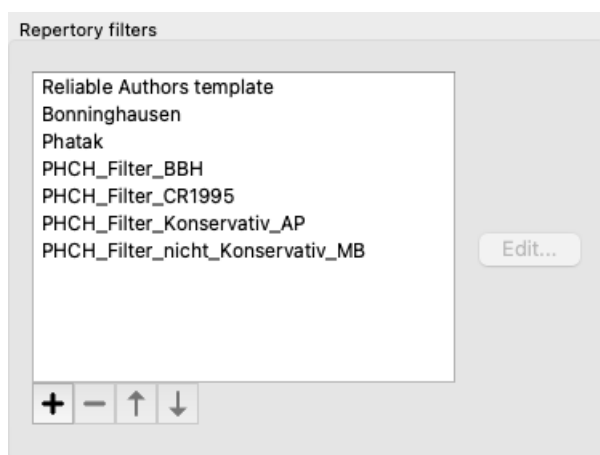 Repertory filters
Reliable Authors template
Bonninghausen
Phatak
PHCH_Filter_BBH
PHCH_Filter_CR1995
PHCH_Filter_Konservativ_AP
PHCH_Filter_nicht_Konservativ_MB
Edit...